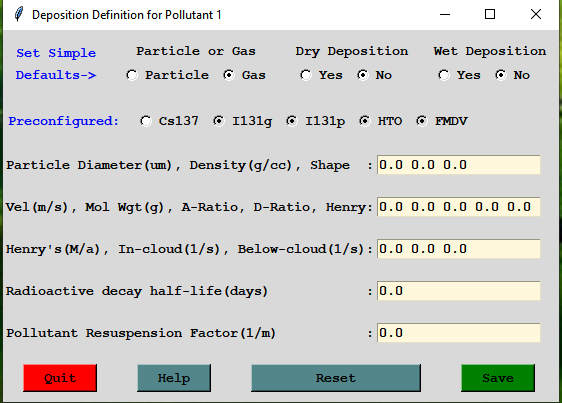 Deposition Definition for Pollutant 1
Set Simple Particle or Gas Dry Deposition Wet Deposition
Defaults-> Particle Gas Yes No Yes No
Preconfigured: Cs137 I131g I131p HTO FMDV
Particle Diameter(um), Density(g/cc), Shape : 0.0 0.0 0.0
Vel(m/s), Mol Wgt(g), A-Ratio, D-Ratio, Henry: 0.0 0.0 0.0 0.0 0.0
Henry's(M/a), In-cloud(1/s), Below-cloud(1/s): 0.0 0.0 0.0
Radioactive decay half-life(days) : 0.0
Pollutant Resuspension Factor(1/m) : 0.0
Quit Help Reset Save